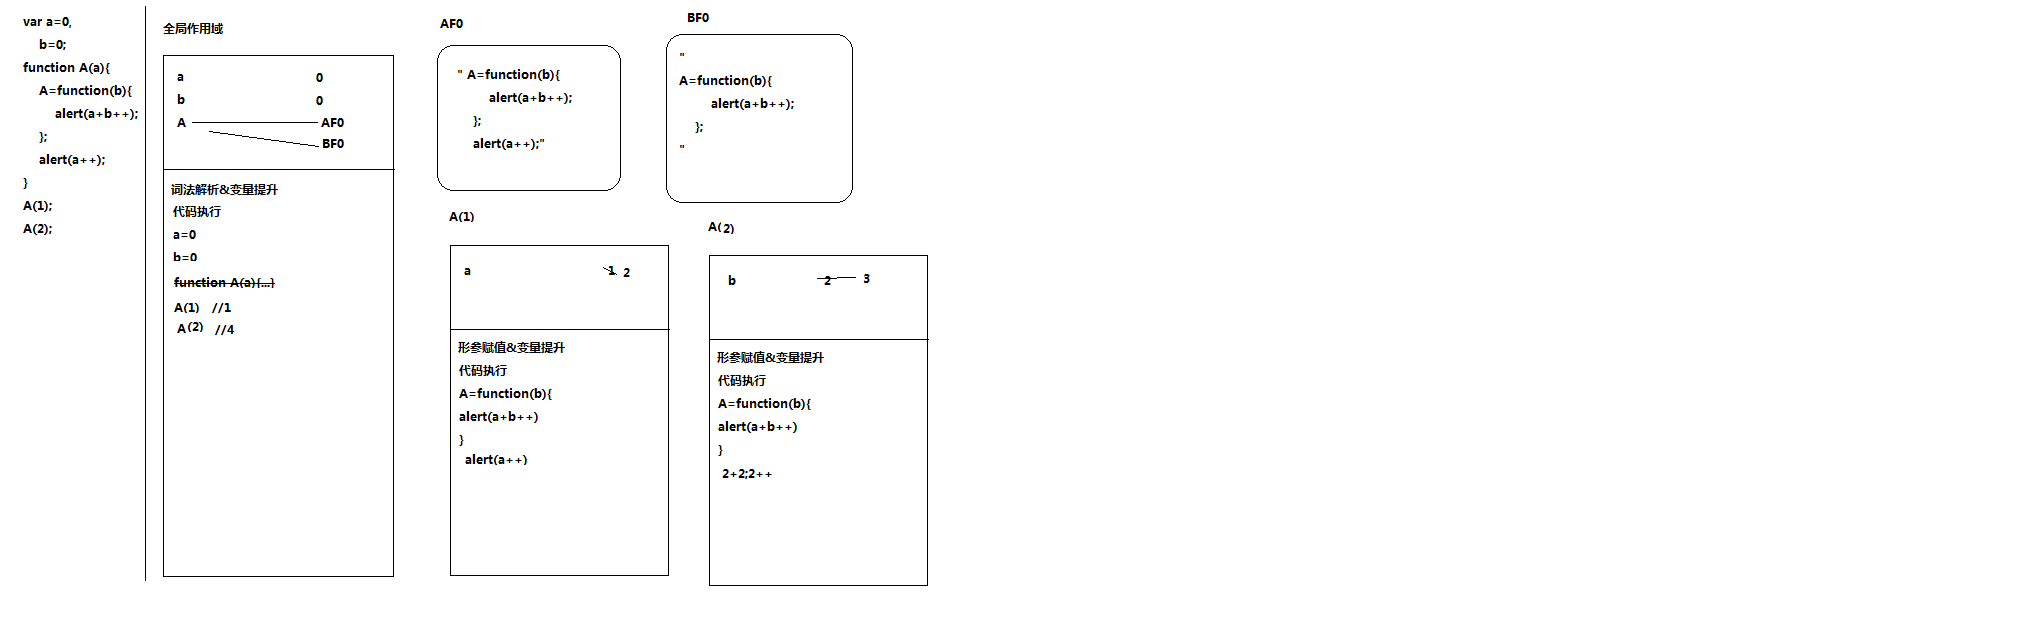 var a=0,
b=0;
function A(a){
A=function(b){
alert(a+b++);
};
alert(a++);
}
A(1);
A(2);
全局作用域
a 0
b 0
A AF0
BF0
词法解析&变量提升
代码执行
a=0
b=0
function A(a){...}
A(1) //1
A(2) //4
AF0
" A=function(b){
alert(a+b++);
};
alert(a++);"
BF0
"
A=function(b){
alert(a+b++);
};
"
A(1)
a 1 2
形参赋值&变量提升
代码执行
A=function(b){
alert(a+b++)
}
alert(a++)
A(2)
b 2 3
形参赋值&变量提升
代码执行
A=function(b){
alert(a+b++)
}
2+2;2++